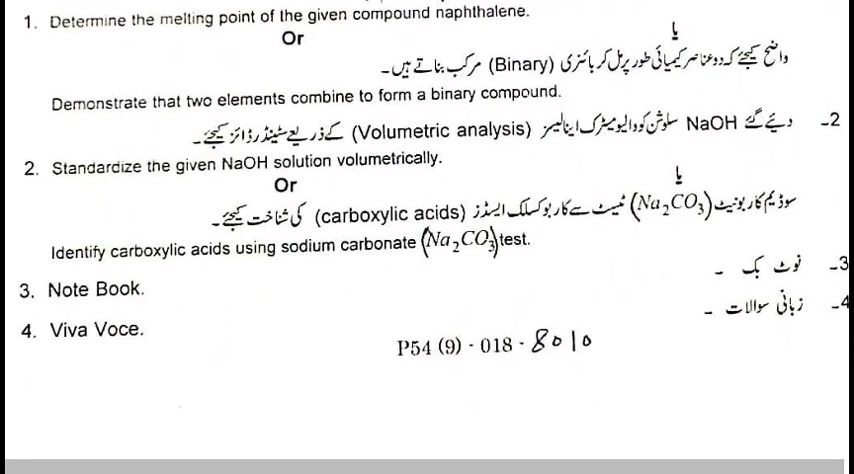 1. Determine the melting point of the given compound naphthalene.
Or
یا
واضح کیجئے کہ دو عناصر کیمیائی طور پر مل کر بائنری (Binary) مرکب بناتے ہیں۔
Demonstrate that two elements combine to form a binary compound.
2۔ دیئے گئے NaOH سلوشن کو والیومیٹرک اینالیسز (Volumetric analysis) کے ذریعے سٹینڈرڈائز کیجئے۔
2. Standardize the given NaOH solution volumetrically.
Or
یا
سوڈیم کاربونیٹ (Na₂CO₃) ٹیسٹ سے کاربوکسلک ایسڈز (carboxylic acids) کی شناخت کیجئے۔
Identify carboxylic acids using sodium carbonate (Na₂CO₃) test.
3۔ نوٹ بک ۔
3. Note Book.
4۔ زبانی سوالات ۔
4. Viva Voce.
P54 (9) - 018 - 8010